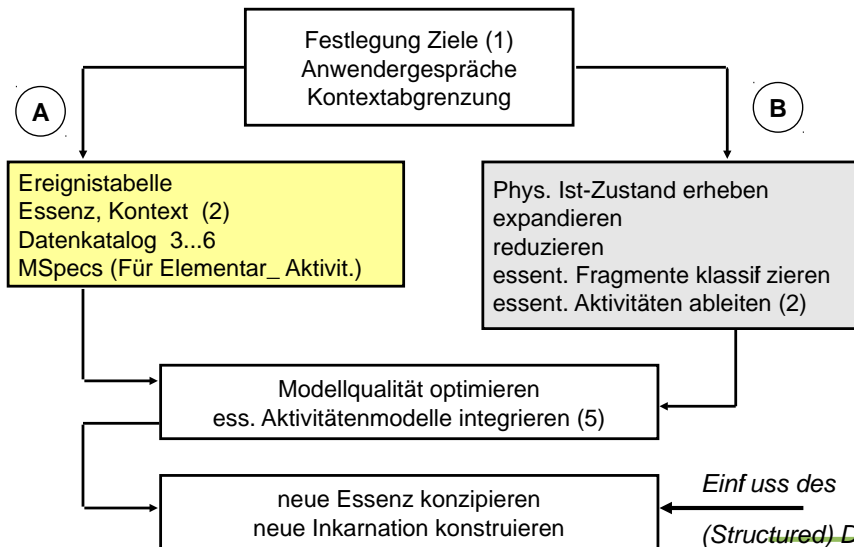 Festlegung Ziele (1)
Anwendergespräche
Kontextabgrenzung
A
B
Ereignistabelle
Essenz, Kontext (2)
Datenkatalog 3...6
MSpecs (Für Elementar_ Aktivit.)
Phys. Ist-Zustand erheben
expandieren
reduzieren
essent. Fragmente klassif zieren
essent. Aktivitäten ableiten (2)
Modellqualität optimieren
ess. Aktivitätenmodelle integrieren (5)
neue Essenz konzipieren
neue Inkarnation konstruieren
Einf uss des
(Structured) D